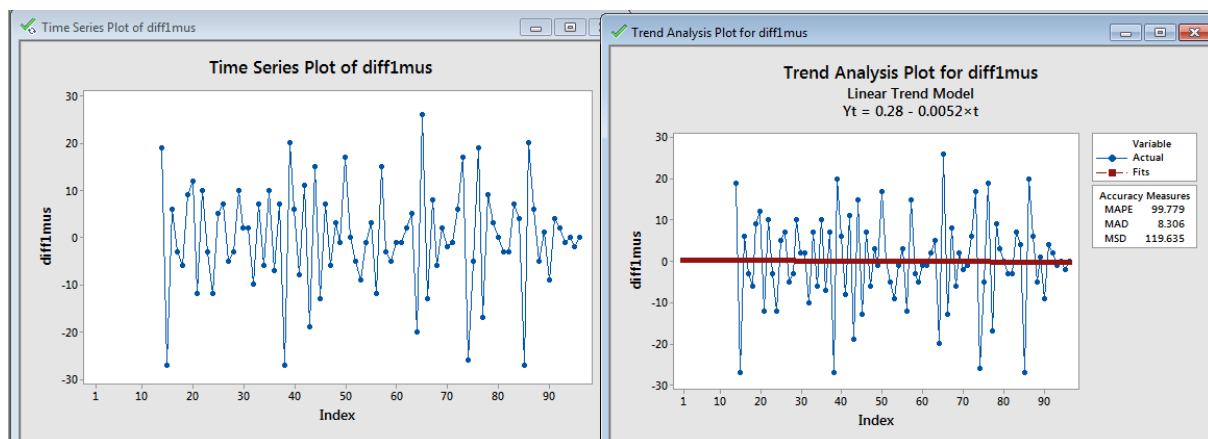 Time Series Plot of diff1mus
Time Series Plot of diff1mus
30
20
10
0
-10
-20
-30
diff1mus
1 10 20 30 40 50 60 70 80 90
Index
Trend Analysis Plot for diff1mus
Trend Analysis Plot for diff1mus
Linear Trend Model
Yt = 0.28 - 0.0052×t
30
20
10
0
-10
-20
-30
diff1mus
1 10 20 30 40 50 60 70 80 90
Index
Variable
Actual
Fits
Accuracy Measures
MAPE 99.779
MAD 8.306
MSD 119.635